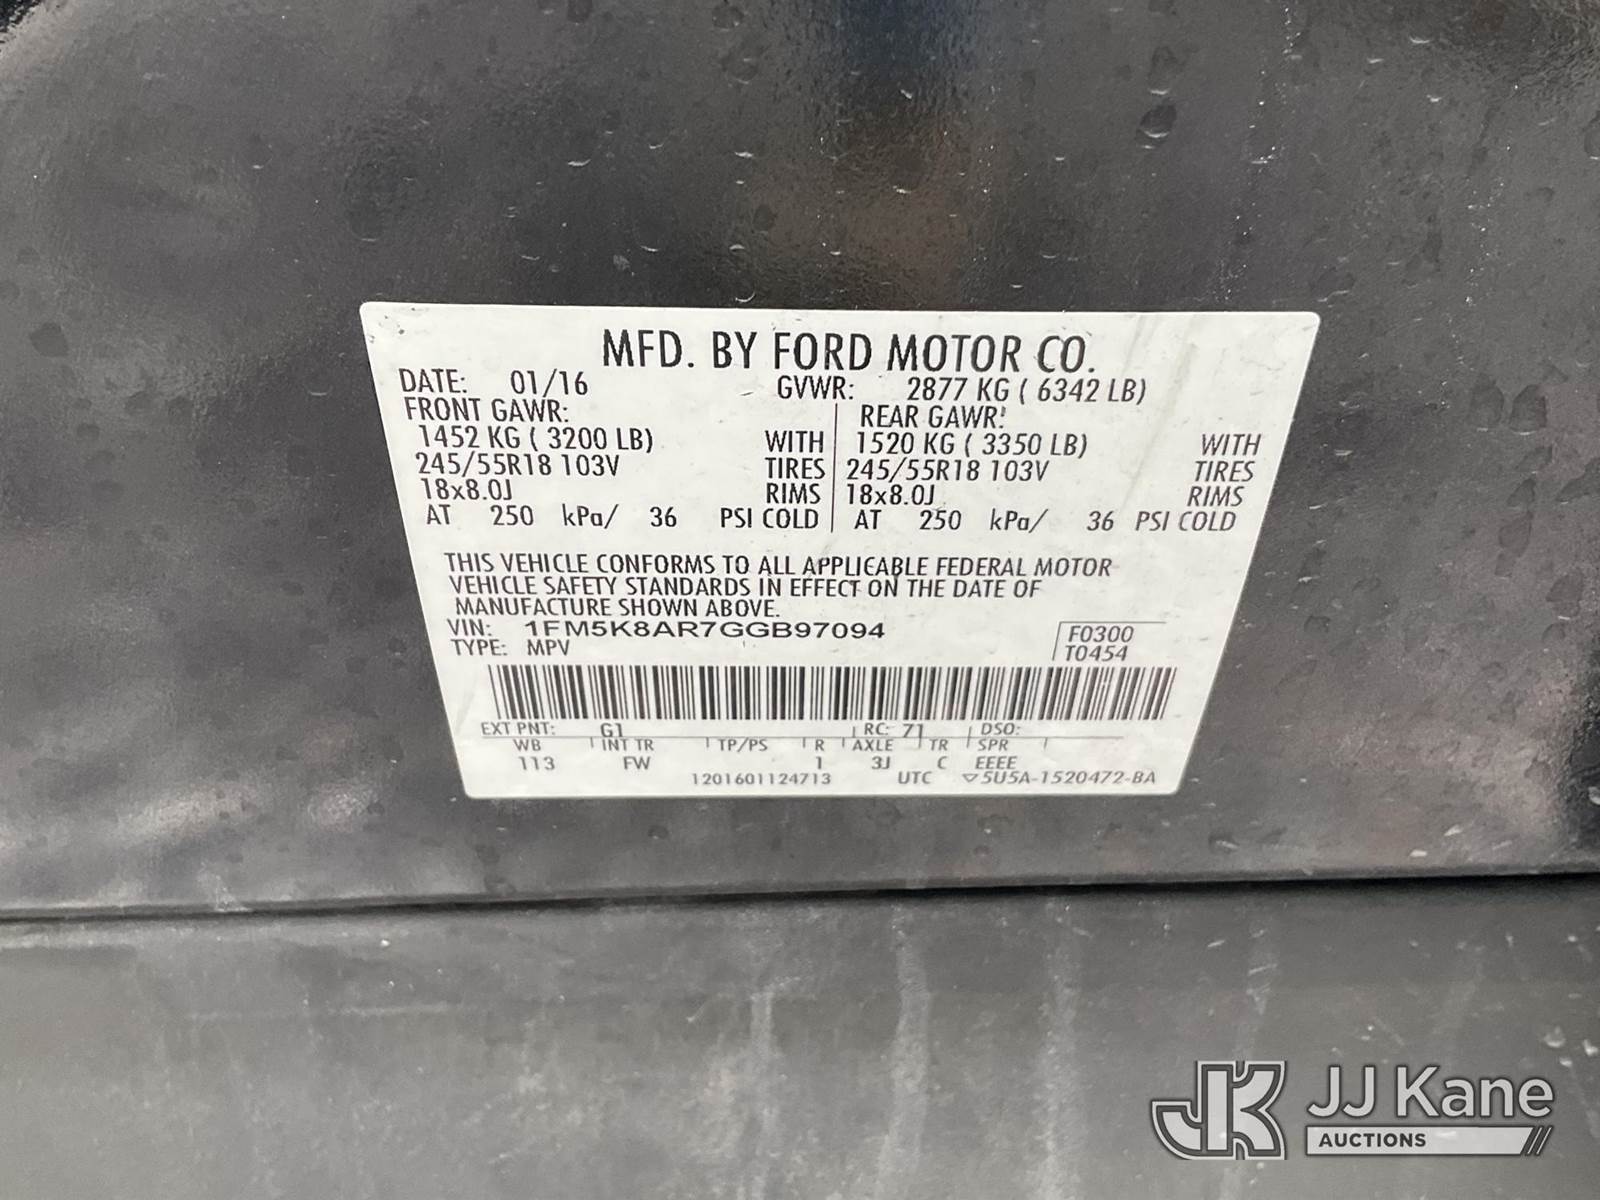 MFD. BY FORD MOTOR CO.
DATE: 01/16 GVWR: 2877 KG ( 6342 LB)
FRONT GAWR: REAR GAWR:
1452 KG ( 3200 LB) WITH 1520 KG ( 3350 LB) WITH
245/55R18 103V TIRES 245/55R18 103V TIRES
18x8.0J RIMS 18x8.0J RIMS
AT 250 kPa/ 36 PSI COLD AT 250 kPa/ 36 PSI COLD
THIS VEHICLE CONFORMS TO ALL APPLICABLE FEDERAL MOTOR
VEHICLE SAFETY STANDARDS IN EFFECT ON THE DATE OF
MANUFACTURE SHOWN ABOVE.
VIN: 1FM5K8AR7GGB97094 F0300
TYPE: MPV T0454
EXT PNT: G1 RC: 71 DSO:
WB INT TR TP/PS R AXLE TR SPR
113 FW 1 3J C EEEE
1201601124713 UTC ▽5U5A-1520472-BA
JK JJ Kane
AUCTIONS